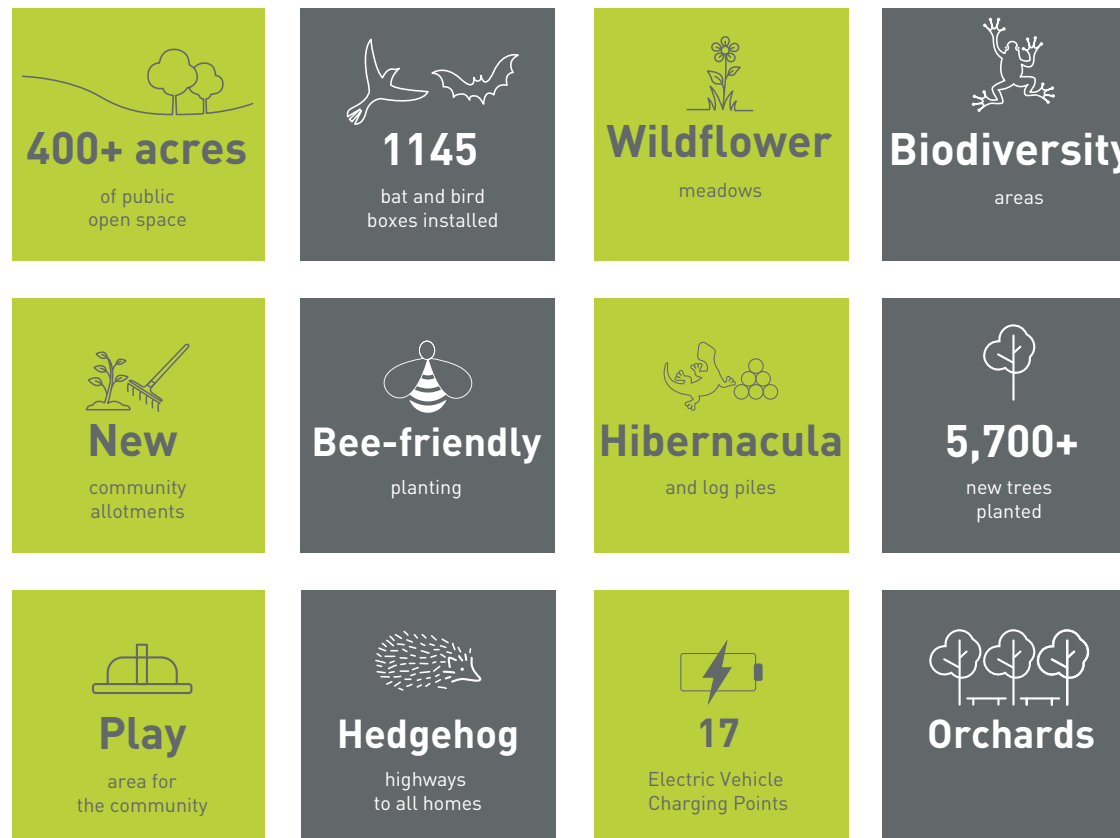 400+ acres
of public
open space
1145
bat and bird
boxes installed
Wildflower
meadows
Biodiversity
areas
New
community
allotments
Bee-friendly
planting
Hibernacula
and log piles
5,700+
new trees
planted
Play
area for
the community
Hedgehog
highways
to all homes
17
Electric Vehicle
Charging Points
Orchards